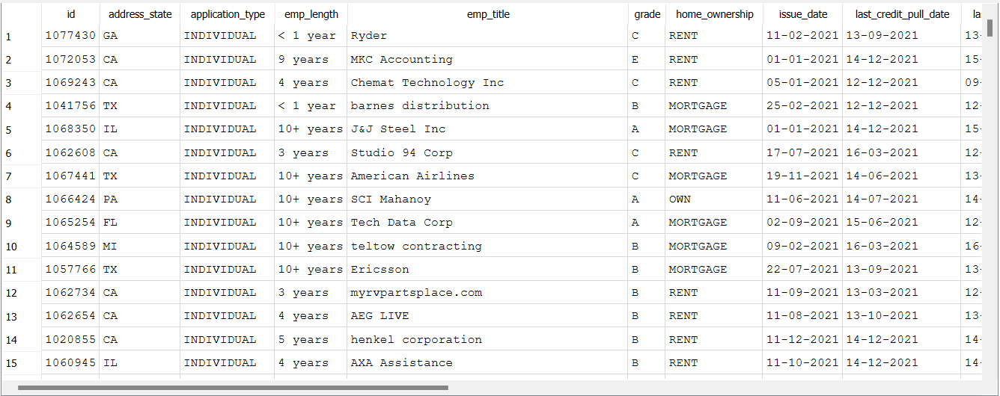 id address_state application_type emp_length emp_title grade home_ownership issue_date last_credit_pull_date la
1 1077430 GA INDIVIDUAL < 1 year Ryder C RENT 11-02-2021 13-09-2021 13-
2 1072053 CA INDIVIDUAL 9 years MKC Accounting E RENT 01-01-2021 14-12-2021 15-
3 1069243 CA INDIVIDUAL 4 years Chemat Technology Inc C RENT 05-01-2021 12-12-2021 09-
4 1041756 TX INDIVIDUAL < 1 year barnes distribution B MORTGAGE 25-02-2021 12-12-2021 12-
5 1068350 IL INDIVIDUAL 10+ years J&J Steel Inc A MORTGAGE 01-01-2021 14-12-2021 15-
6 1062608 CA INDIVIDUAL 3 years Studio 94 Corp C RENT 17-07-2021 16-03-2021 12-
7 1067441 TX INDIVIDUAL 10+ years American Airlines C MORTGAGE 19-11-2021 14-06-2021 13-
8 1066424 PA INDIVIDUAL 10+ years SCI Mahanoy A OWN 11-06-2021 14-07-2021 14-
9 1065254 FL INDIVIDUAL 10+ years Tech Data Corp A MORTGAGE 02-09-2021 15-06-2021 12-
10 1064589 MI INDIVIDUAL 10+ years teltow contracting B MORTGAGE 09-02-2021 16-03-2021 16-
11 1057766 TX INDIVIDUAL 10+ years Ericsson B MORTGAGE 22-07-2021 13-09-2021 13-
12 1062734 CA INDIVIDUAL 3 years myrvpartsplace.com B RENT 11-09-2021 13-03-2021 12-
13 1062654 CA INDIVIDUAL 4 years AEG LIVE B RENT 11-08-2021 13-10-2021 13-
14 1020855 CA INDIVIDUAL 5 years henkel corporation B RENT 11-12-2021 14-12-2021 14-
15 1060945 IL INDIVIDUAL 4 years AXA Assistance B RENT 11-10-2021 14-12-2021 14-